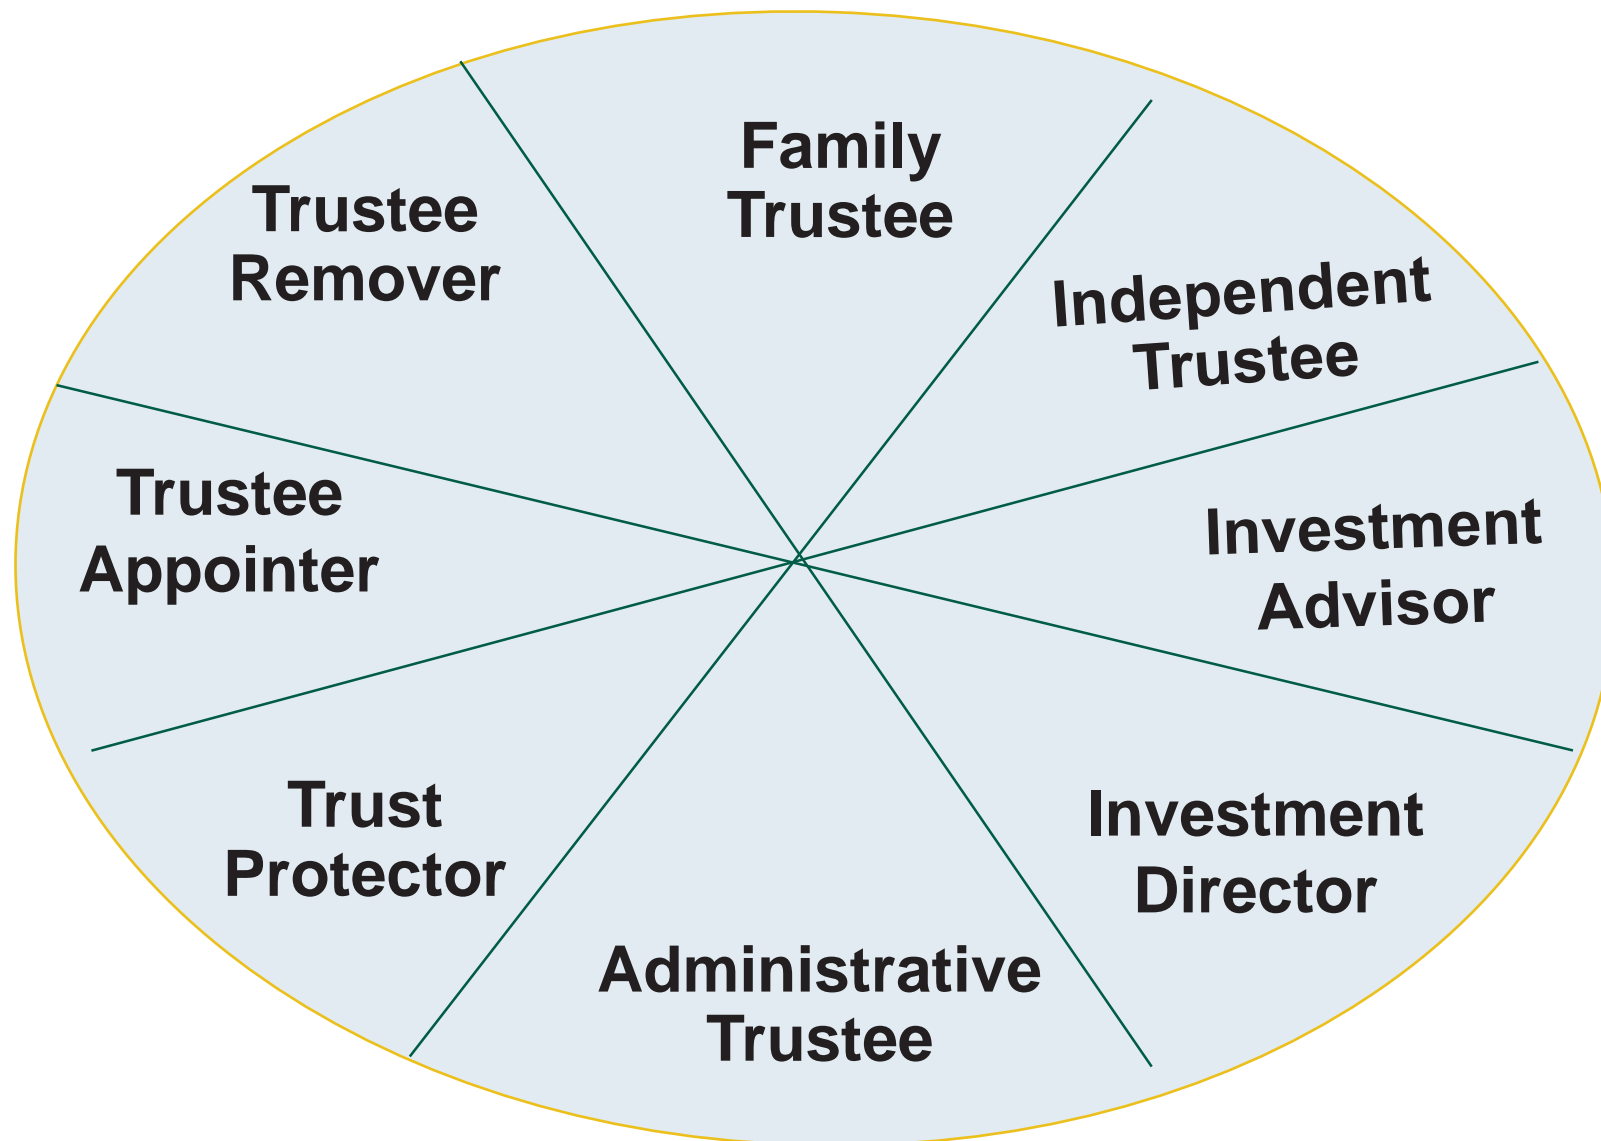 Family
Trustee
Independent
Trustee
Investment
Advisor
Investment
Director
Administrative
Trustee
Trust
Protector
Trustee
Appointer
Trustee
Remover